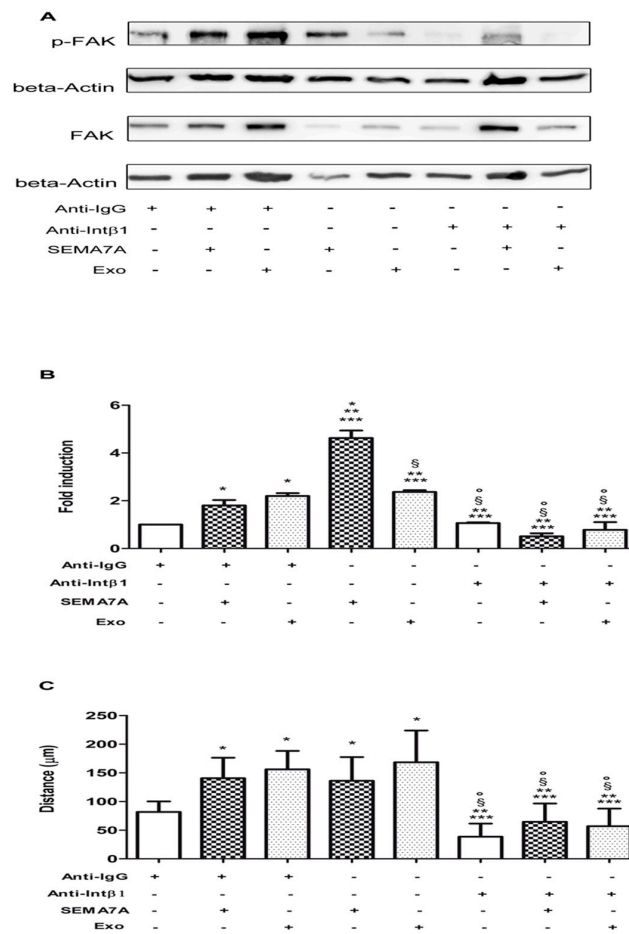 A
p-FAK
beta-Actin
FAK
beta-Actin
Anti-IgG + + + - - - - -
Anti-Intβ1 - - - - - + + +
SEMA7A - + - + - - + -
Exo - - + - + - - +
B
Fold induction
6
4
2
0
* * * ** *** § ** *** ° § ** *** ° § ** *** ° § ** ***
Anti-IgG + + + - - - - -
Anti-Intβ1 - - - - - + + +
SEMA7A - + - + - - + -
Exo - - + - + - - +
C
Distance (µm)
250
200
150
100
50
0
* * * * ° § ** *** ° § ** *** ° § ** ***
Anti-IgG + + + - - - - -
Anti-Intβ1 - - - - - + + +
SEMA7A - + - + - - + -
Exo - - + - + - - +